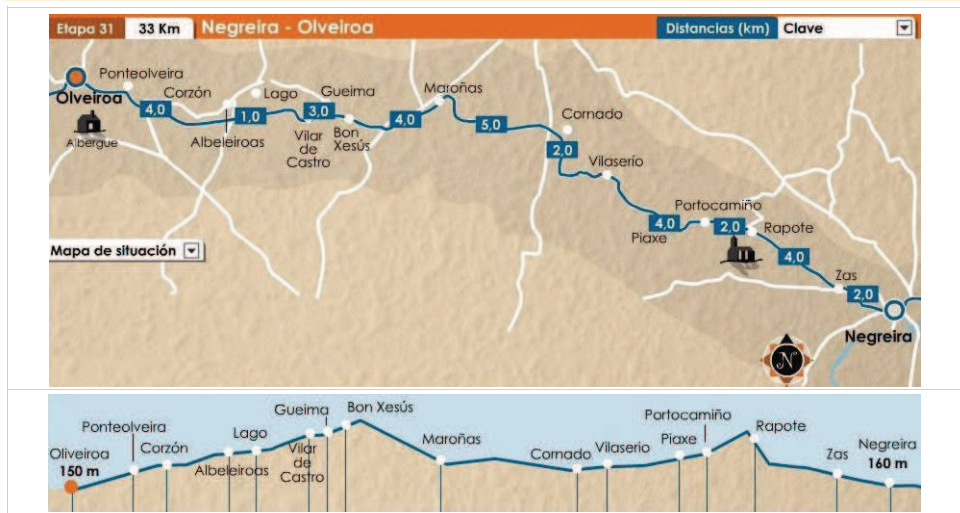 Etapa 31 33 Km Negreira - Olveiroa Distancias (km) Clave
Ponteolveira
Olveiroa
Albergue
Corzón
4,0
Albeleiroas
1,0
Lago
3,0
Gueima
Vilar
de
Castro
Bon
Xesús
4,0
Maroñas
5,0
Cornado
2,0
Vilaserío
4,0
Piaxe
Portocamiño
2,0
Rapote
4,0
Zas
2,0
Negreira
Mapa de situación
N
Oliveiroa
150 m
Ponteolveira
Corzón
Albeleiroas
Lago
Gueima
Vilar
de
Castro
Bon Xesús
Maroñas
Cornado
Vilaserio
Piaxe
Portocamiño
Rapote
Zas
Negreira
160 m